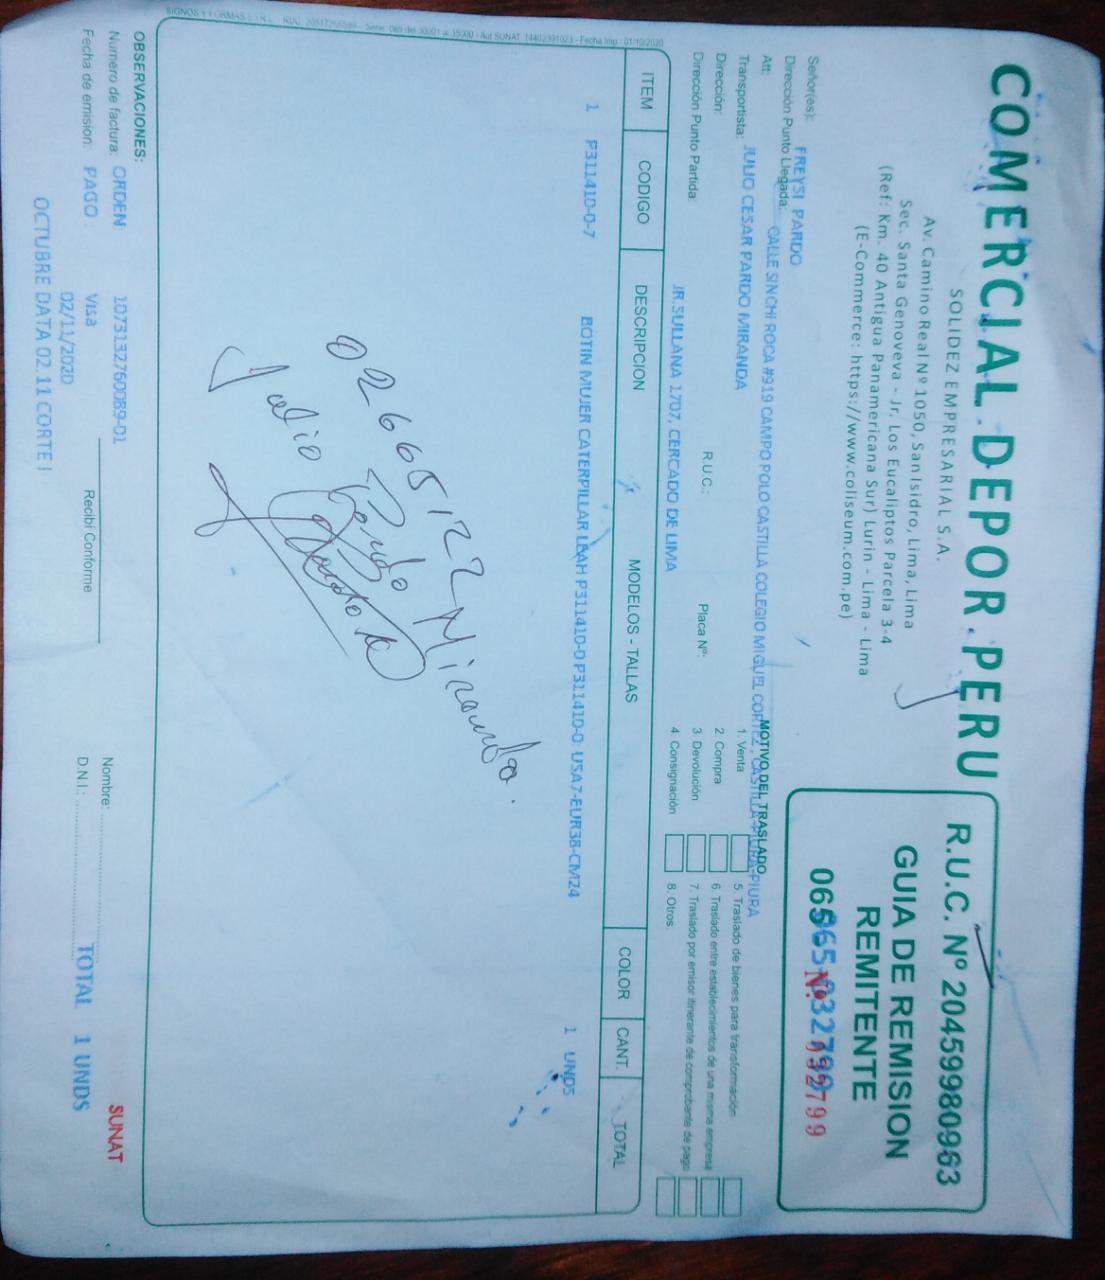 COMERCIAL DEPOR PERU
SOLIDEZ EMPRESARIAL S.A.
Av. Camino Real Nº 1050, San Isidro, Lima, Lima
Sec. Santa Genoveva - Jr. Los Eucaliptos Parcela 3-4
(Ref: Km. 40 Antigua Panamericana Sur) Lurin - Lima - Lima
(E-Commerce: https://www.coliseum.com.pe)
R.U.C. Nº 20459980963
GUIA DE REMISION
REMITENTE
065-0132799
065 Nº 132799
Señor(es): FREYSI PARDO
Dirección Punto Llegada: CALLE SINCHI ROCA #919 CAMPO POLO CASTILLA COLEGIO MIGUEL CORTEZ, CASTILLA-PIURA-PIURA
Att:
Transportista: JULIO CESAR PARDO MIRANDA
Dirección: R.U.C.: Placa Nº:
Dirección Punto Partida: JR.SULLANA 1707, CERCADO DE LIMA
MOTIVO DEL TRASLADO
1. Venta
2. Compra
3. Devolución
4. Consignación
5. Traslado de bienes para transformación
6. Traslado entre establecimientos de una misma empresa
7. Traslado por emisor itinerante de comprobante de pago
8. Otros
ITEM CODIGO DESCRIPCION MODELOS - TALLAS COLOR CANT. TOTAL
1 P311410-0-7 BOTIN MUJER CATERPILLAR LEAH P311410-0 P311410-0 USA7-EUR38-CM24 1 UNDS
02665122 Miranda.
Pardo
Julio
OBSERVACIONES:
Numero de factura: ORDEN: 1073132760089-01
Fecha de emision: PAGO: Visa
02/11/2020
OCTUBRE DATA 02.11 CORTE I
Recibí Conforme
Nombre:
D.N.I.:
TOTAL 1 UNDS
SUNAT